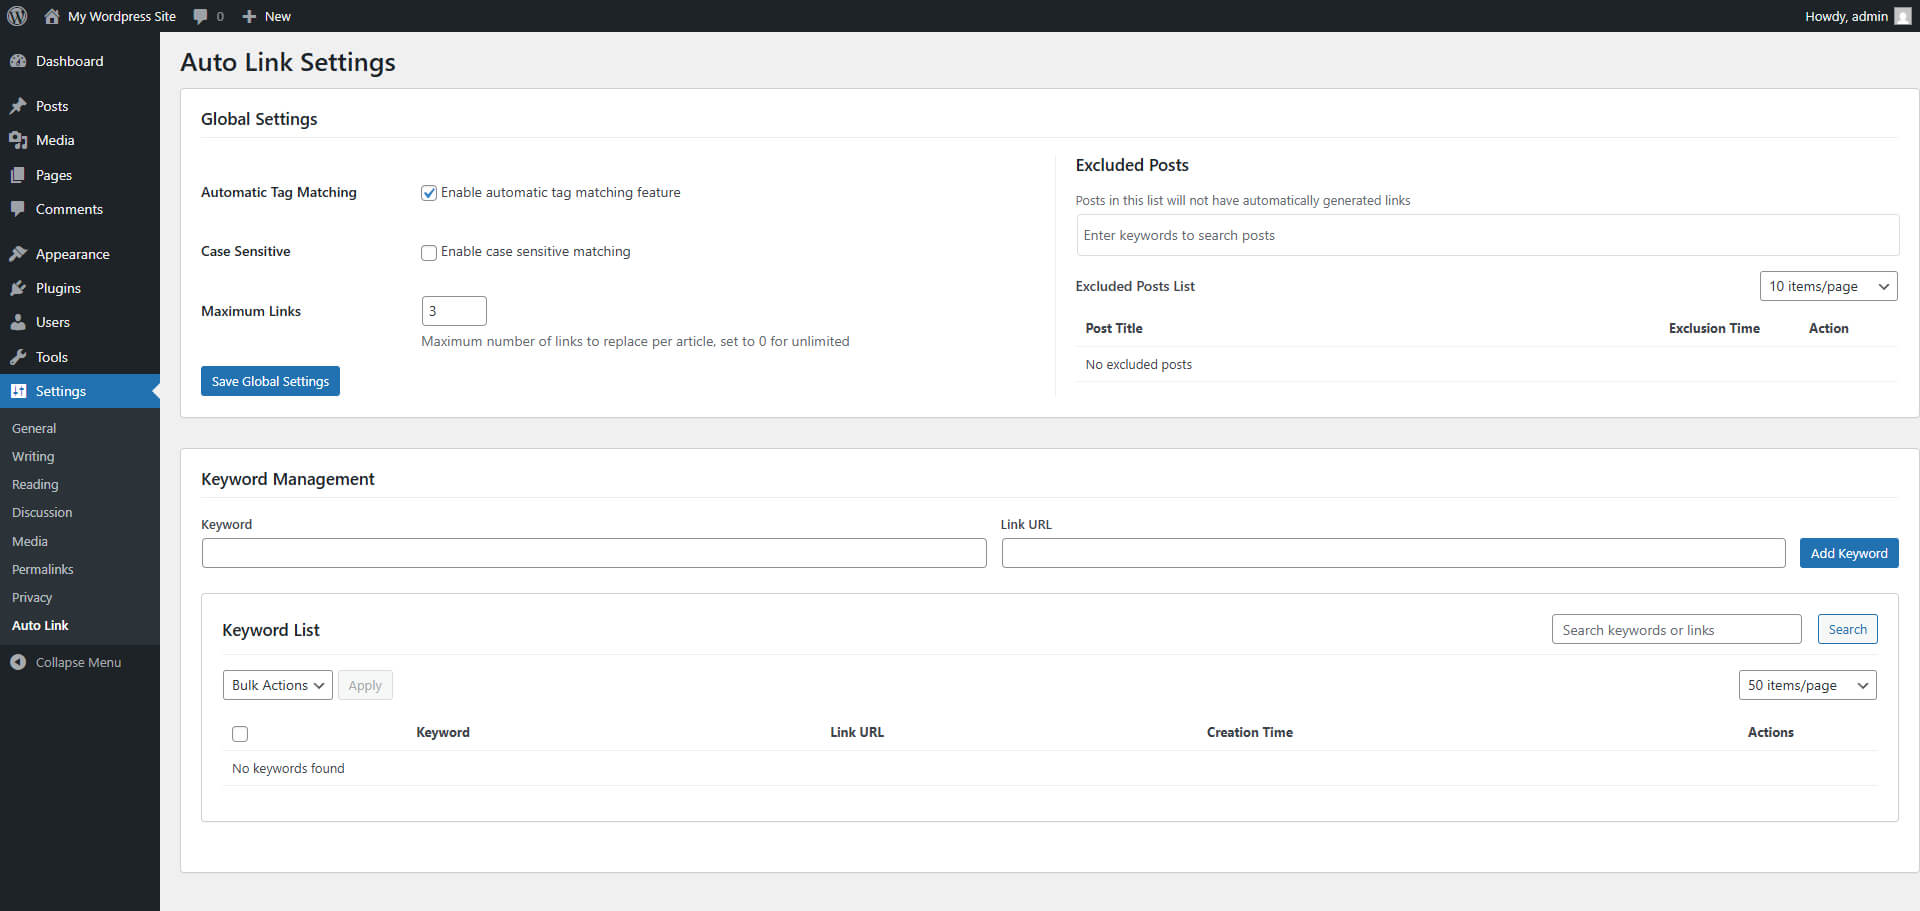 My Wordpress Site 0 New Howdy, admin
Dashboard
Posts
Media
Pages
Comments
Appearance
Plugins
Users
Tools
Settings
General
Writing
Reading
Discussion
Media
Permalinks
Privacy
Auto Link
Collapse Menu
Auto Link Settings
Global Settings
Automatic Tag Matching Enable automatic tag matching feature
Case Sensitive Enable case sensitive matching
Maximum Links 3
Maximum number of links to replace per article, set to 0 for unlimited
Save Global Settings
Excluded Posts
Posts in this list will not have automatically generated links
Enter keywords to search posts
Excluded Posts List 10 items/page
Post Title Exclusion Time Action
No excluded posts
Keyword Management
Keyword Link URL
Add Keyword
Keyword List Search keywords or links Search
Bulk Actions Apply 50 items/page
Keyword Link URL Creation Time Actions
No keywords found